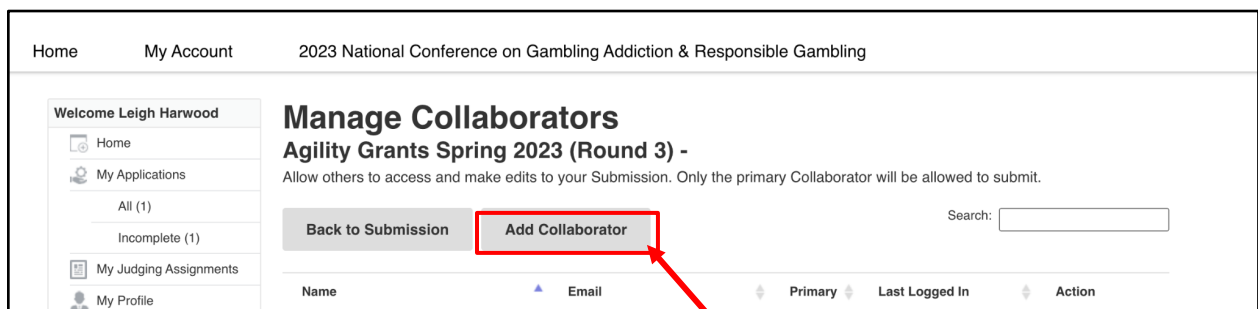 Home My Account 2023 National Conference on Gambling Addiction & Responsible Gambling
Welcome Leigh Harwood
Home
My Applications
All (1)
Incomplete (1)
My Judging Assignments
My Profile
Manage Collaborators
Agility Grants Spring 2023 (Round 3) -
Allow others to access and make edits to your Submission. Only the primary Collaborator will be allowed to submit.
Back to Submission Add Collaborator Search:
Name Email Primary Last Logged In Action